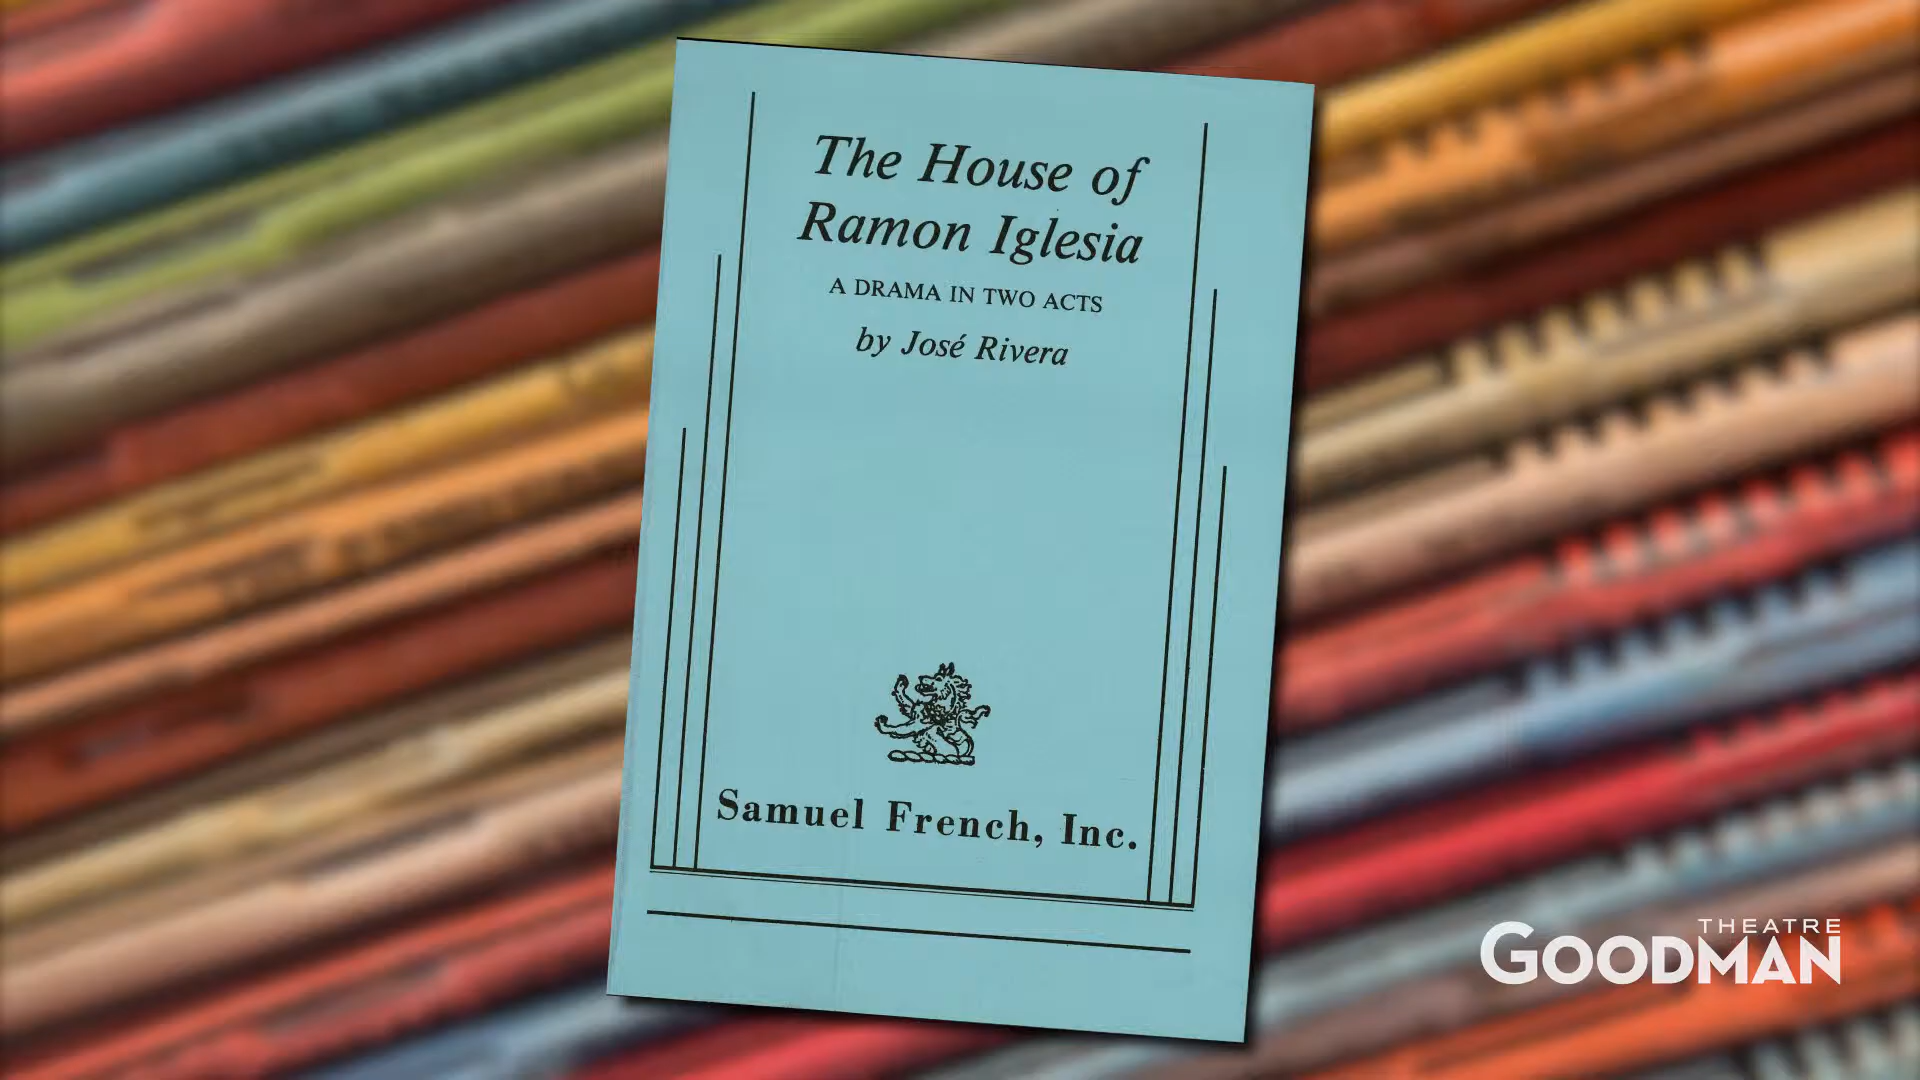 The House of
Ramon Iglesia
A DRAMA IN TWO ACTS
by José Rivera
Samuel French, Inc.
THEATRE
GOODMAN